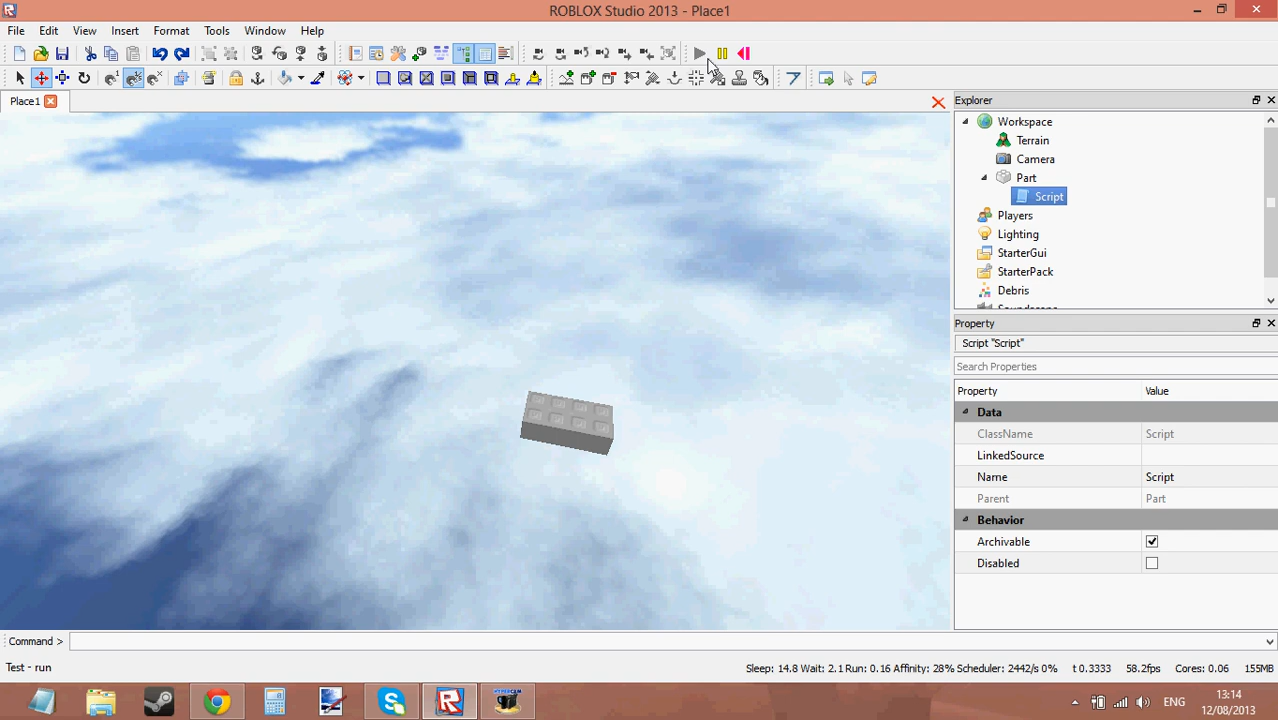 ROBLOX Studio 2013 - Place1
File Edit View Insert Format Tools Window Help
Place1
Explorer
Workspace
Terrain
Camera
Part
Script
Players
Lighting
StarterGui
StarterPack
Debris
Property
Script "Script"
Search Properties
Property Value
Data
ClassName Script
LinkedSource
Name Script
Parent Part
Behavior
Archivable
Disabled
Command >
Test - run
Sleep: 14.8 Wait: 2.1 Run: 0.16 Affinity: 28% Scheduler: 2442/s 0% t 0.3333 58.2fps Cores: 0.06 155MB
ENG
13:14
12/08/2013